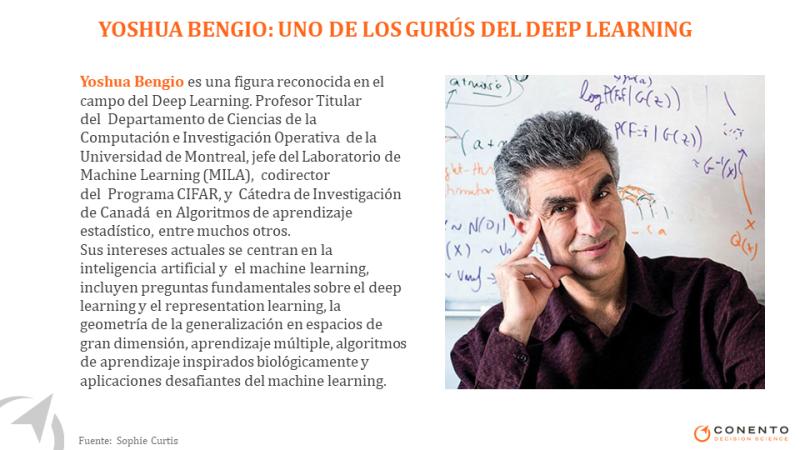 YOSHUA BENGIO: UNO DE LOS GURÚS DEL DEEP LEARNING
Yoshua Bengio es una figura reconocida en el
campo del Deep Learning. Profesor Titular
del Departamento de Ciencias de la
Computación e Investigación Operativa de la
Universidad de Montreal, jefe del Laboratorio de
Machine Learning (MILA), codirector
del Programa CIFAR, y Cátedra de Investigación
de Canadá en Algoritmos de aprendizaje
estadístico, entre muchos otros.
Sus intereses actuales se centran en la
inteligencia artificial y el machine learning,
incluyen preguntas fundamentales sobre el deep
learning y el representation learning, la
geometría de la generalización en espacios de
gran dimensión, aprendizaje múltiple, algoritmos
de aprendizaje inspirados biológicamente y
aplicaciones desafiantes del machine learning.
G⁻¹(x)
~ N(0,1)
Q(x)
Fuente: Sophie Curtis
CONENTO
DECISION SCIENCE